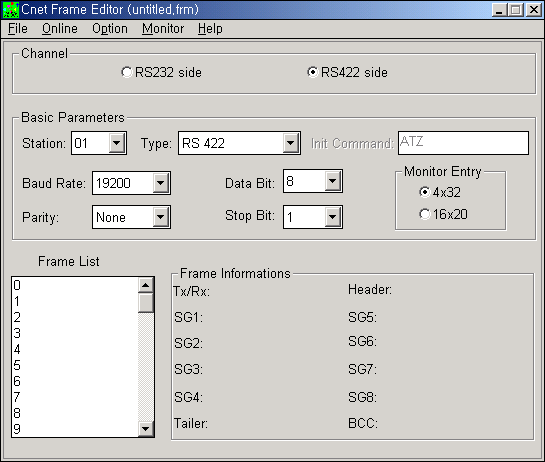 Cnet Frame Editor (untitled,frm)
File Online Option Monitor Help
Channel
RS232 side RS422 side
Basic Parameters
Station: 01 Type: RS 422 Init Command: ATZ
Baud Rate: 19200 Data Bit: 8 Monitor Entry
4x32
Parity: None Stop Bit: 1 16x20
Frame List Frame Informations
0 Tx/Rx: Header:
1
2 SG1: SG5:
3
4 SG2: SG6:
5 SG3: SG7:
6
7 SG4: SG8:
8
9 Tailer: BCC: